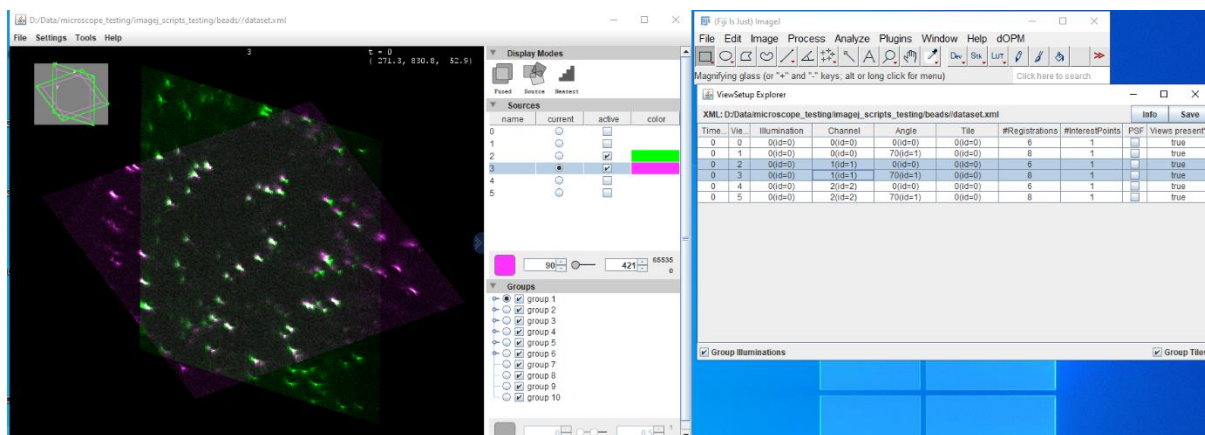 D:/Data/microscope_testing/imagej_scripts_testing/beads//dataset.xml
File Settings Tools Help
3
t = 0
( 271.3, 830.8, 52.9)
Display Modes
Fused Source Nearest
Sources
name current active color
0
1
2
3
4
5
90 421 65535
0
Groups
group 1
group 2
group 3
group 4
group 5
group 6
group 7
group 8
group 9
group 10
0 0.5 1
(Fiji Is Just) ImageJ
File Edit Image Process Analyze Plugins Window Help dOPM
Dev Stk LUT
Magnifying glass (or "+" and "-" keys; alt or long click for menu)
Click here to search
ViewSetup Explorer
XML: D:/Data/microscope_testing/imagej_scripts_testing/beads//dataset.xml
Info Save
Time... Vie... Illumination Channel Angle Tile #Registrations #InterestPoints PSF Views present
0 0 0(id=0) 0(id=0) 0(id=0) 0(id=0) 6 1 true
0 1 0(id=0) 0(id=0) 70(id=1) 0(id=0) 8 1 true
0 2 0(id=0) 1(id=1) 0(id=0) 0(id=0) 6 1 true
0 3 0(id=0) 1(id=1) 70(id=1) 0(id=0) 8 1 true
0 4 0(id=0) 2(id=2) 0(id=0) 0(id=0) 6 1 true
0 5 0(id=0) 2(id=2) 70(id=1) 0(id=0) 8 1 true
Group Illuminations
Group Tiles